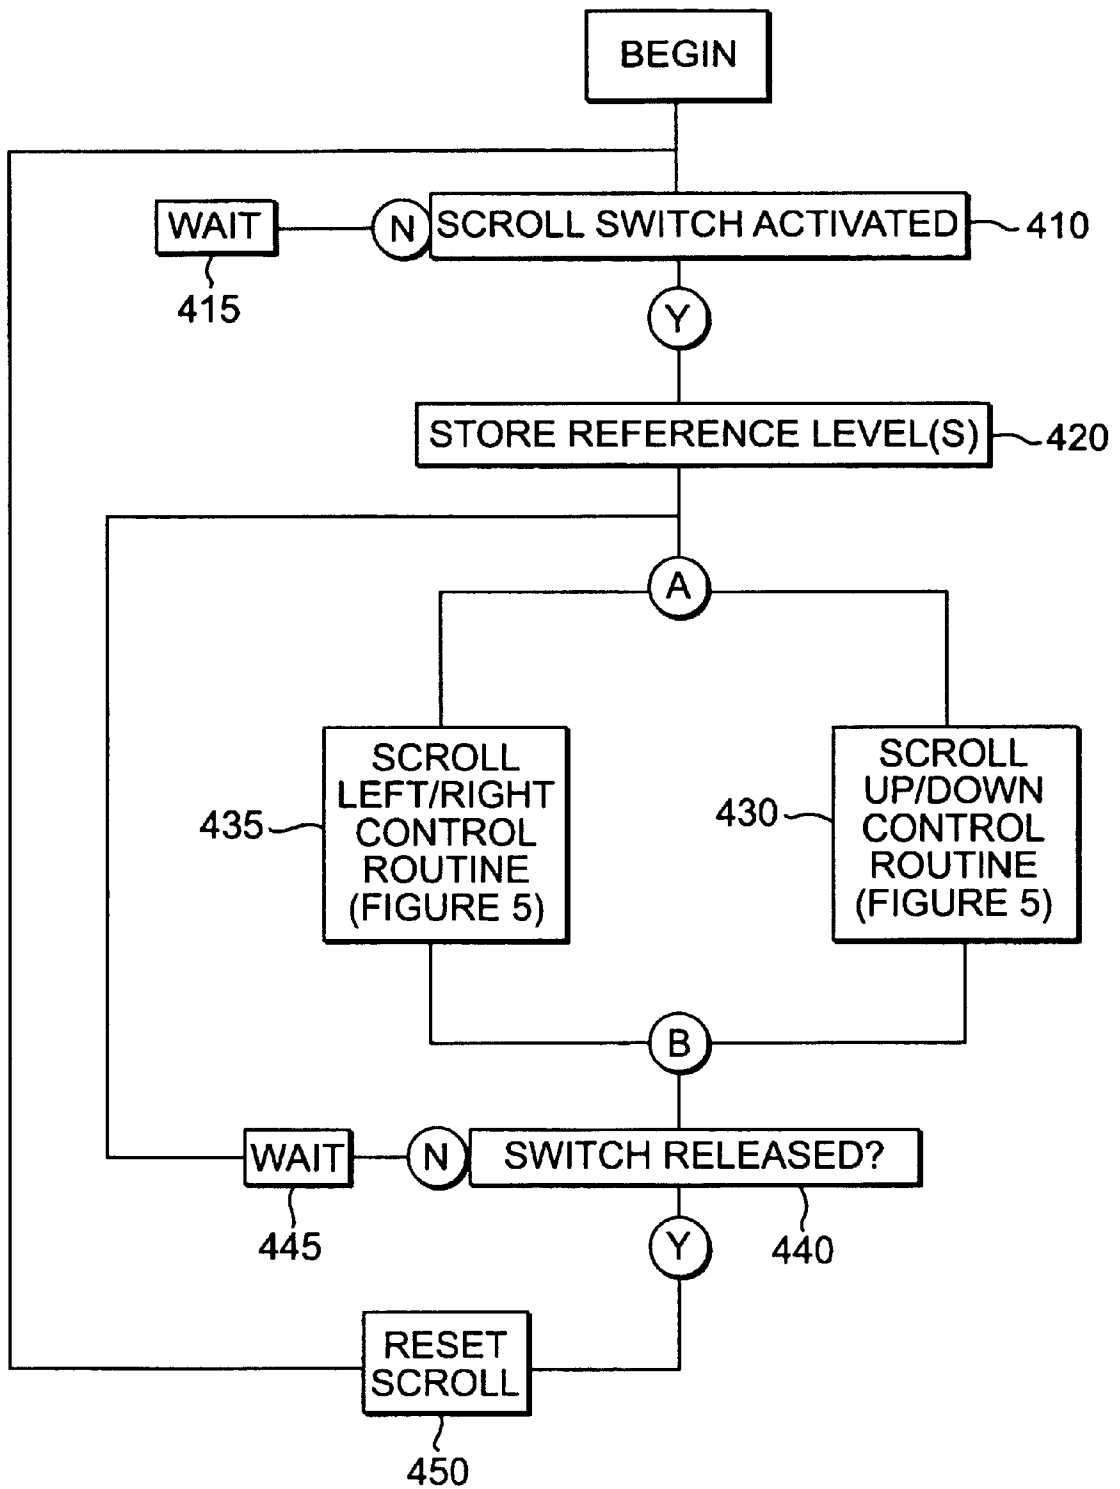 BEGIN
WAIT
N
SCROLL SWITCH ACTIVATED
410
415
Y
STORE REFERENCE LEVEL(S)
420
A
SCROLL
LEFT/RIGHT
CONTROL
ROUTINE
(FIGURE 5)
435
SCROLL
UP/DOWN
CONTROL
ROUTINE
(FIGURE 5)
430
B
WAIT
N
SWITCH RELEASED?
445
Y
440
RESET
SCROLL
450